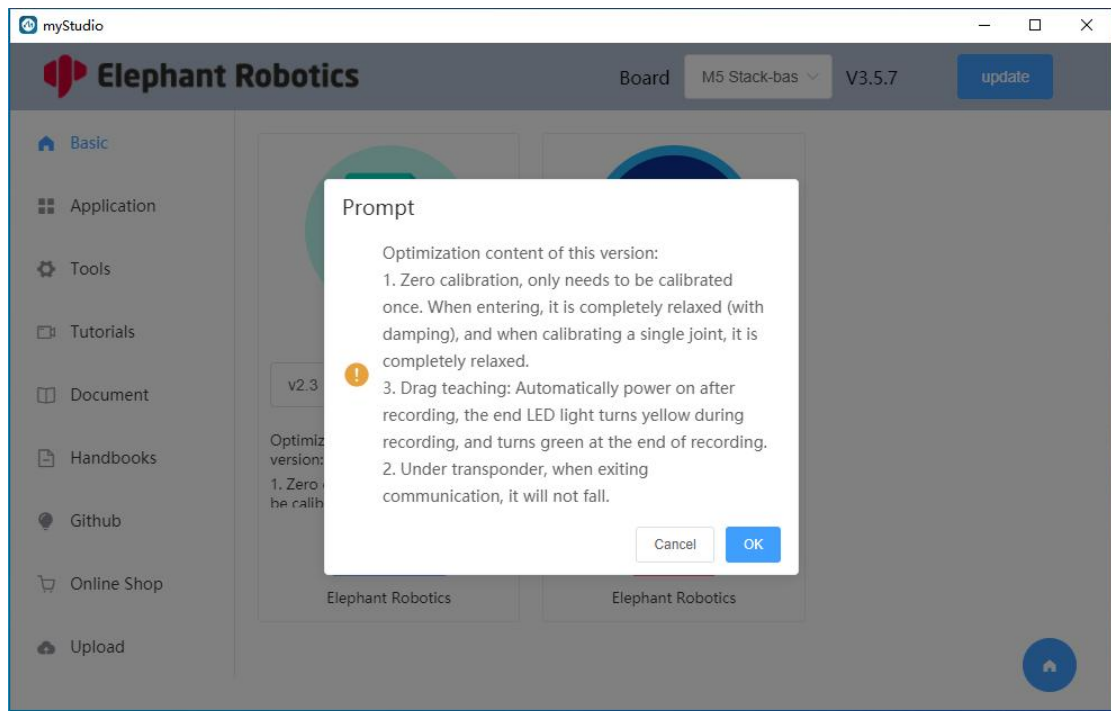 myStudio
Elephant Robotics
Board
M5 Stack-bas
V3.5.7
update
Basic
Application
Tools
Tutorials
Document
Handbooks
Github
Online Shop
Upload
Prompt
Optimization content of this version:
1. Zero calibration, only needs to be calibrated
once. When entering, it is completely relaxed (with
damping), and when calibrating a single joint, it is
completely relaxed.
3. Drag teaching: Automatically power on after
recording, the end LED light turns yellow during
recording, and turns green at the end of recording.
2. Under transponder, when exiting
communication, it will not fall.
Cancel
OK
v2.3
Optimiz
version:
1. Zero
be calib
Elephant Robotics
Elephant Robotics